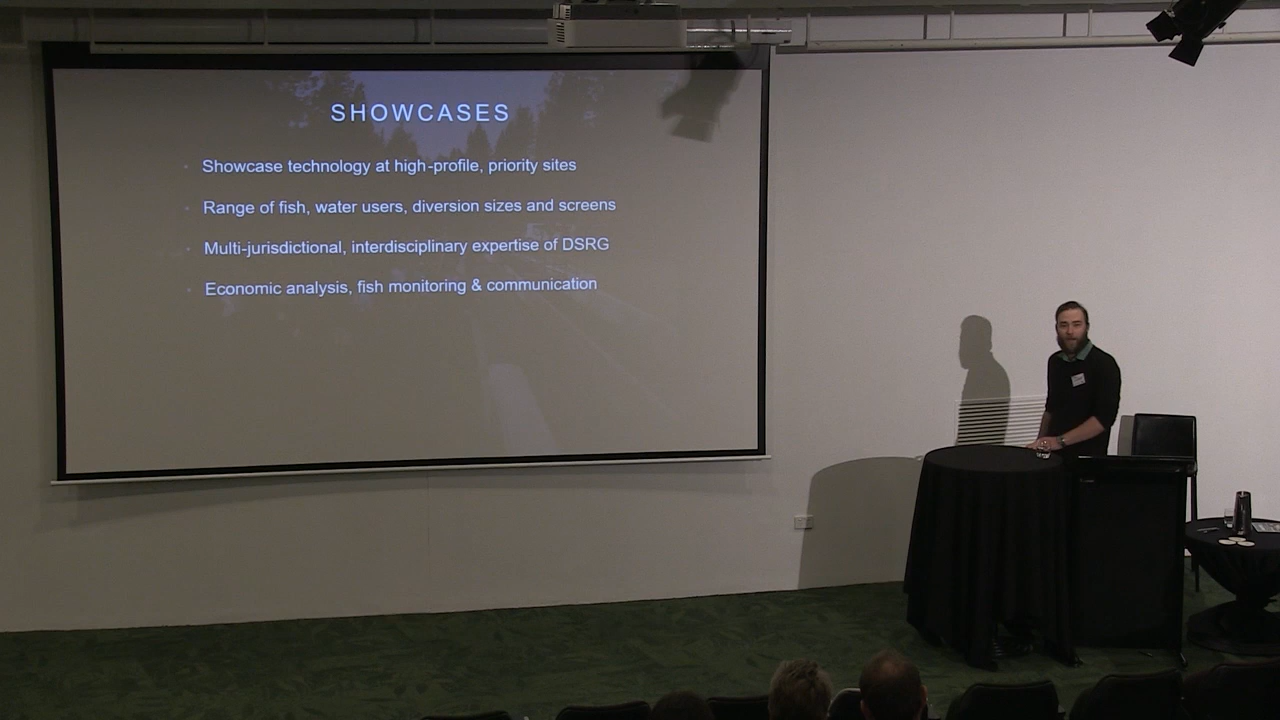 SHOWCASES
Showcase technology at high-profile, priority sites
Range of fish, water users, diversion sizes and screens
Multi-jurisdictional, interdisciplinary expertise of DSRG
Economic analysis, fish monitoring & communication